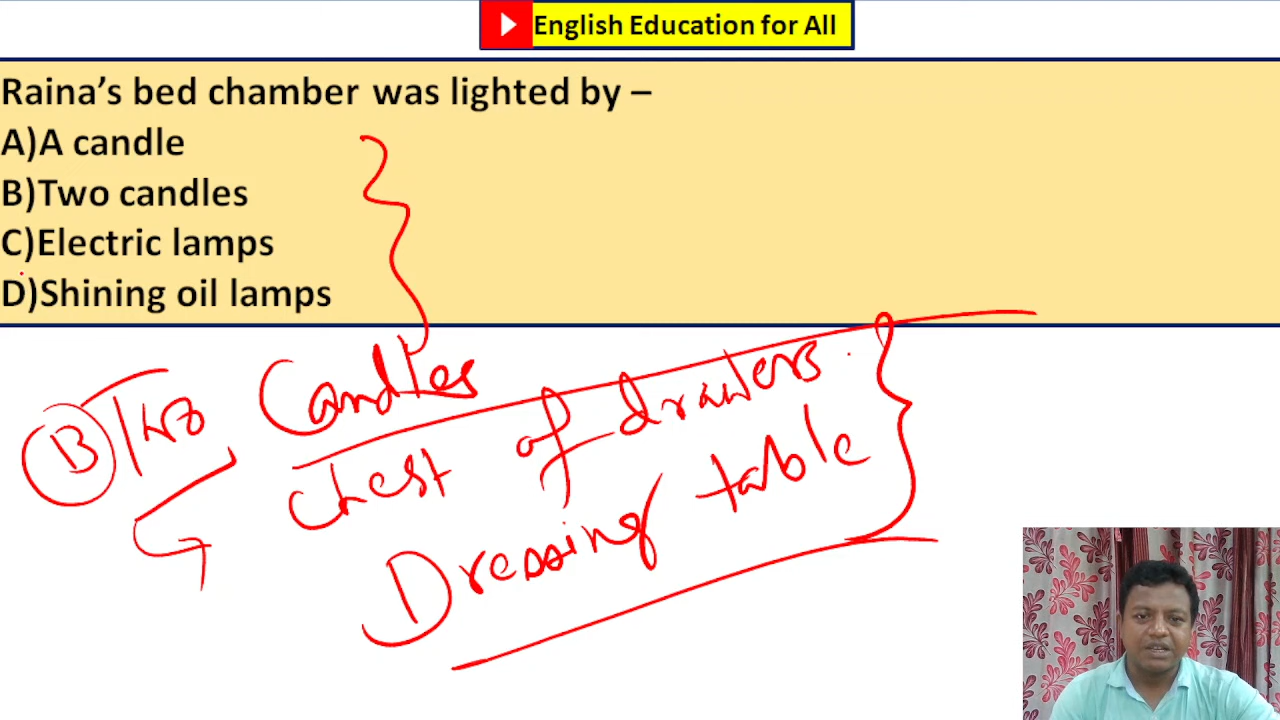 English Education for All
Raina's bed chamber was lighted by –
A)A candle
B)Two candles
C)Electric lamps
D)Shining oil lamps
B Two Candles
Chest of drawers
Dressing table